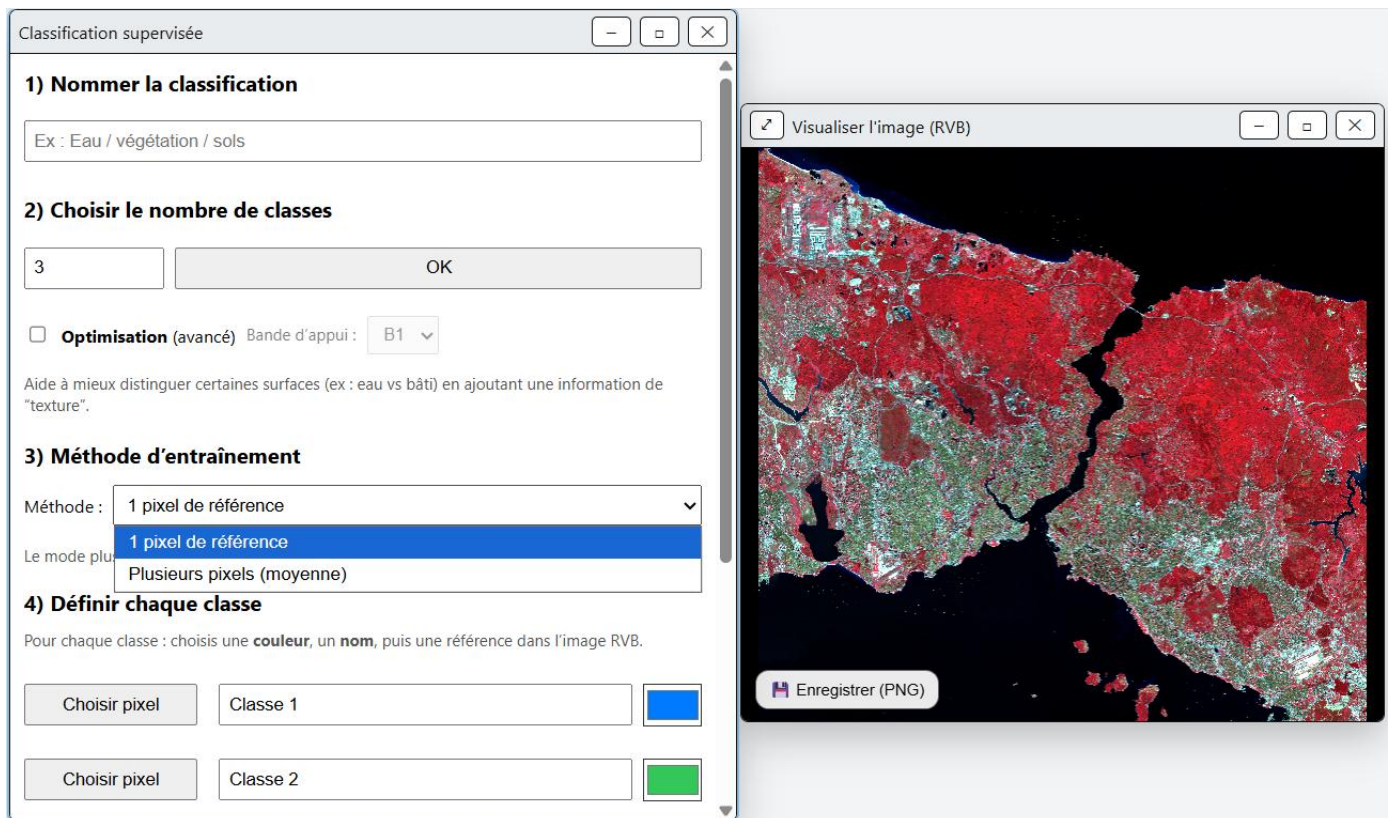 Classification supervisée
1) Nommer la classification
Ex : Eau / végétation / sols
2) Choisir le nombre de classes
3
OK
Optimisation (avancé) Bande d'appui : B1
Aide à mieux distinguer certaines surfaces (ex : eau vs bâti) en ajoutant une information de
“texture”.
3) Méthode d’entraînement
Méthode : 1 pixel de référence
1 pixel de référence
Le mode plu
Plusieurs pixels (moyenne)
4) Définir chaque classe
Pour chaque classe : choisis une couleur, un nom, puis une référence dans l’image RVB.
Choisir pixel
Classe 1
Choisir pixel
Classe 2
Visualiser l'image (RVB)
Enregistrer (PNG)